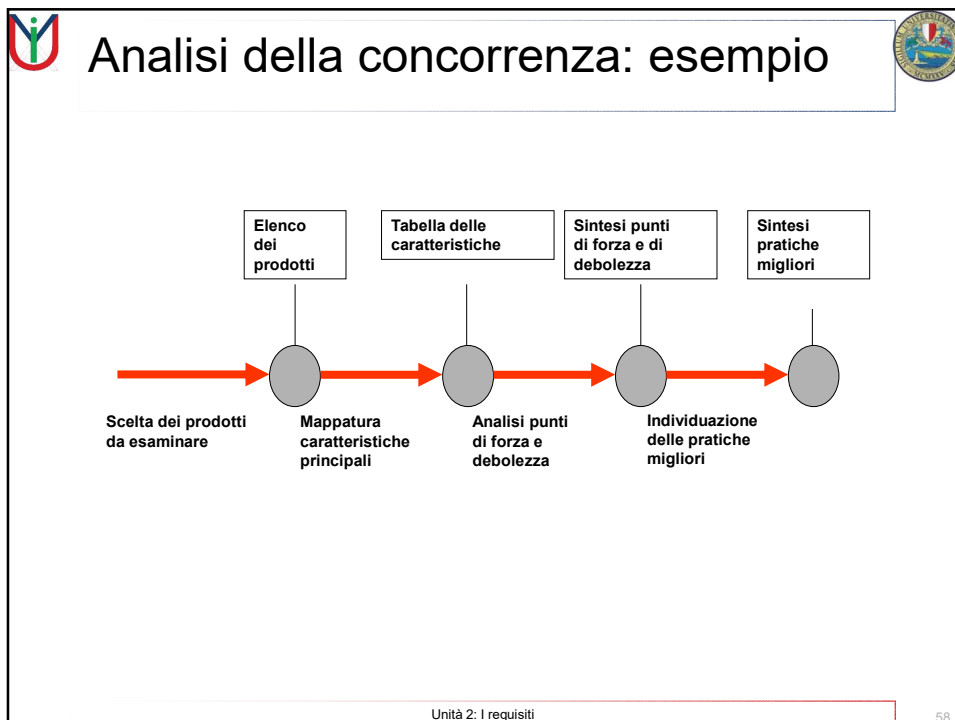 Analisi della concorrenza: esempio
Elenco
dei
prodotti
Tabella delle
caratteristiche
Sintesi punti
di forza e di
debolezza
Sintesi
pratiche
migliori
Scelta dei prodotti
da esaminare
Mappatura
caratteristiche
principali
Analisi punti
di forza e
debolezza
Individuazione
delle pratiche
migliori
Unità 2: I requisiti
58